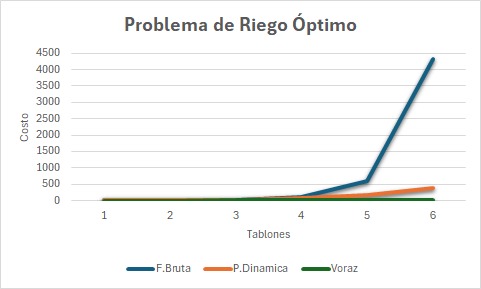 Problema de Riego Óptimo
4500
4000
3500
3000
2500
2000
1500
1000
500
0
Costo
1 2 3 4 5 6
Tablones
F.Bruta P.Dinamica Voraz